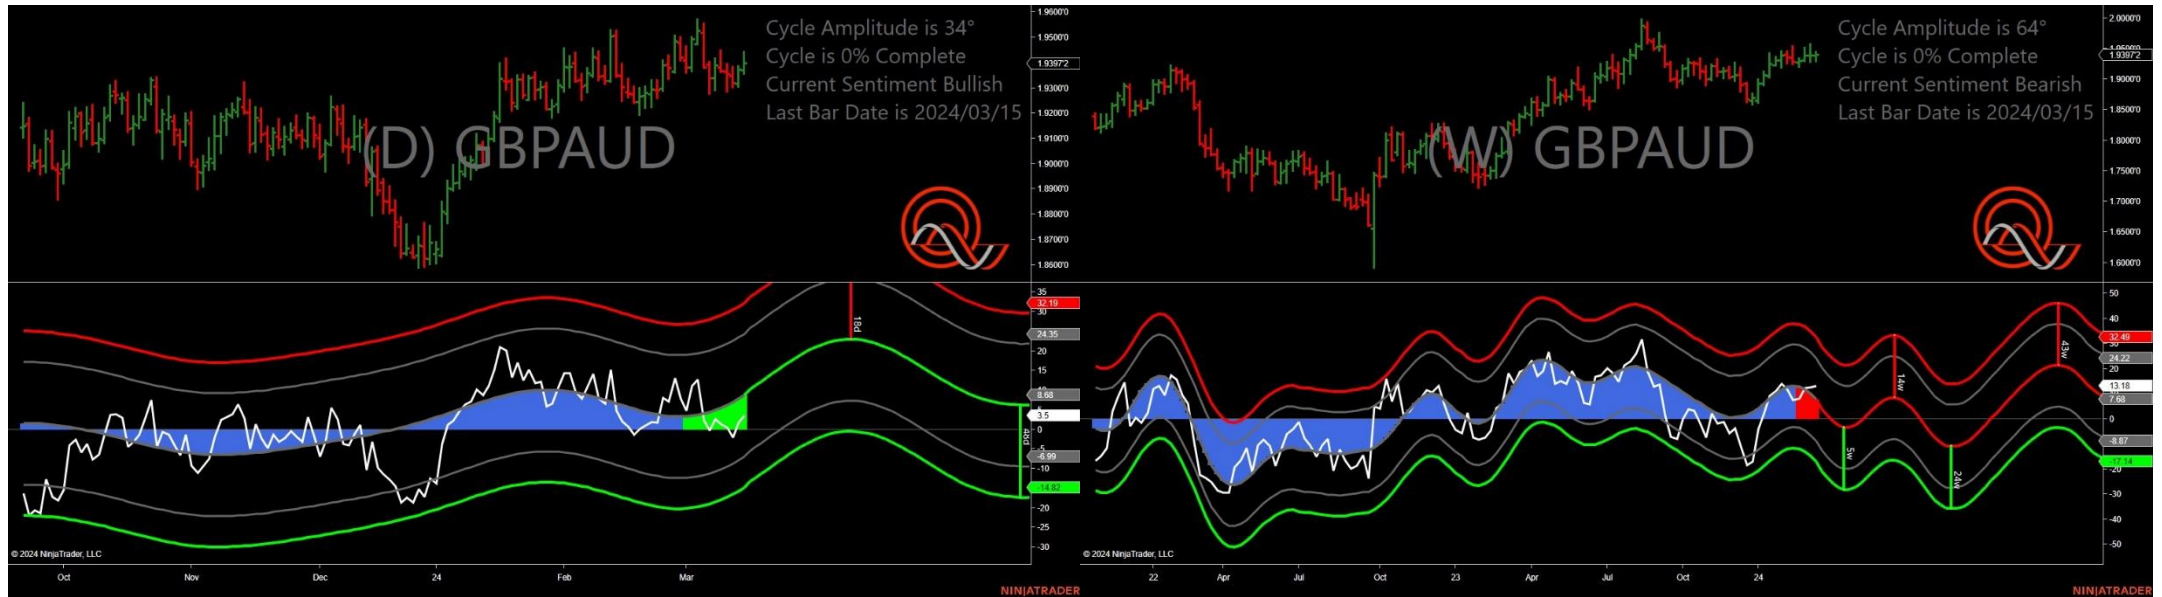 Cycle Amplitude is 34°
Cycle is 0% Complete
Current Sentiment Bullish
Last Bar Date is 2024/03/15
(D) GBPAUD
1.9600'0
1.9500'0
1.9397'2
1.9300'0
1.9200'0
1.9100'0
1.9000'0
1.8900'0
1.8800'0
1.8700'0
1.8600'0
35
32.19
30
24.35
20
15
8.68
3.5
0
-5
-6.99
-10
-14.82
-20
-25
-30
18d
48d
© 2024 NinjaTrader, LLC
Oct
Nov
Dec
24
Feb
Mar
NINJATRADER
Cycle Amplitude is 64°
Cycle is 0% Complete
Current Sentiment Bearish
Last Bar Date is 2024/03/15
(W) GBPAUD
2.0000'0
1.9397'2
1.9000'0
1.8500'0
1.8000'0
1.7500'0
1.7000'0
1.6500'0
1.6000'0
50
40
32.49
24.22
20
13.18
7.68
0
-8.87
-17.14
-30
-40
-50
5w
14w
24w
43w
© 2024 NinjaTrader, LLC
22
Apr
Jul
Oct
23
Apr
Jul
Oct
24
NINJATRADER